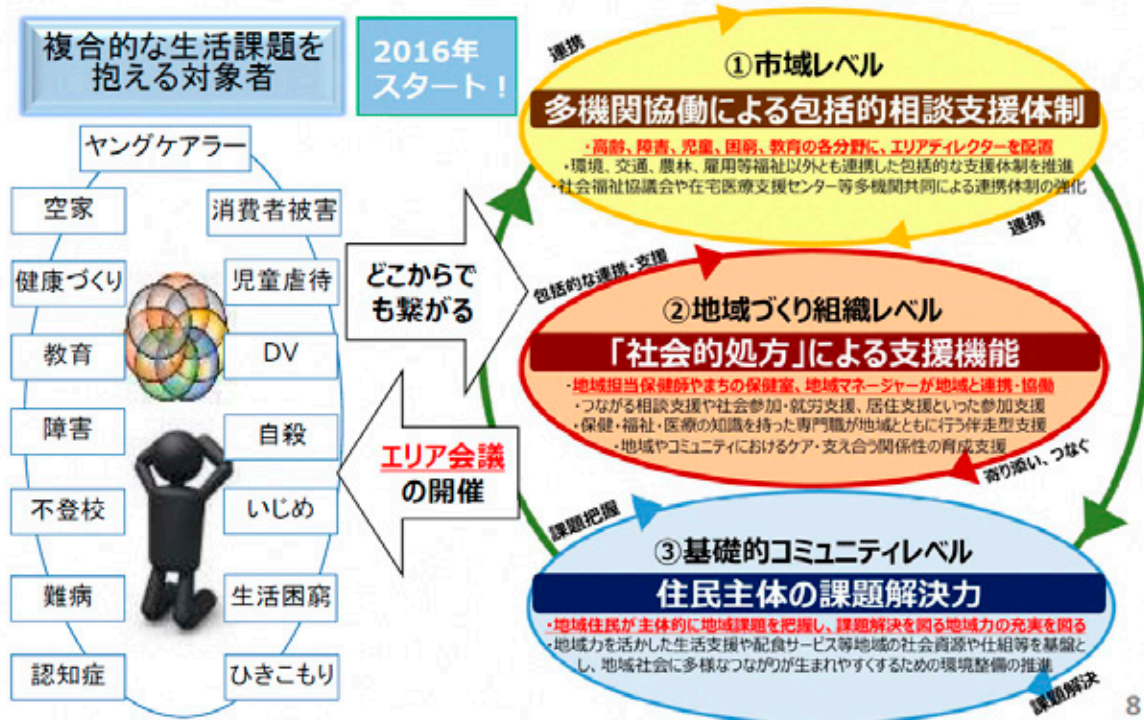 複合的な生活課題を
抱える対象者
2016年
スタート！
ヤングケアラー
空家
消費者被害
健康づくり
児童虐待
教育
DV
障害
自殺
不登校
いじめ
難病
生活困窮
認知症
ひきこもり
どこからで
も繋がる
エリア会議
の開催
連携
①市域レベル
多機関協働による包括的相談支援体制
・高齢、障害、児童、困窮、教育の各分野に、エリアディレクターを配置
・環境、交通、農林、雇用等福祉以外とも連携した包括的な支援体制を推進
・社会福祉協議会や在宅医療支援センター等多機関共同による連携体制の強化
連携
包括的な連携・支援
②地域づくり組織レベル
「社会的処方」による支援機能
・地域担当保健師やまちの保健室、地域マネージャーが地域と連携・協働
・つながる相談支援や社会参加・就労支援、居住支援といった参加支援
・保健・福祉・医療の知識を持った専門職が地域とともに行う伴走型支援
・地域やコミュニティにおけるケア・支え合う関係性の育成支援
寄り添い、つなぐ
課題把握
③基礎的コミュニティレベル
住民主体の課題解決力
・地域住民が主体的に地域課題を把握し、課題解決を図る地域力の充実を図る
・地域力を活かした生活支援や配食サービス等地域の社会資源や仕組等を基盤と
し、地域社会に多様なつながりが生まれやすくするための環境整備の推進
課題解決
8